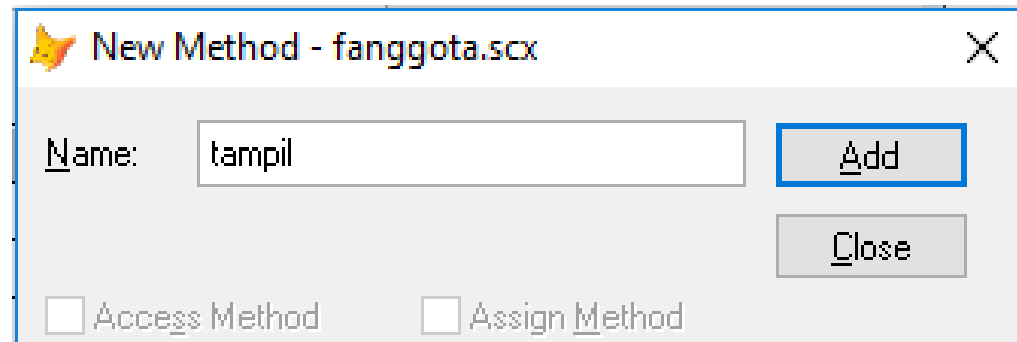 New Method - fanggota.scx
Name: tampil Add
Close
Access Method Assign Method